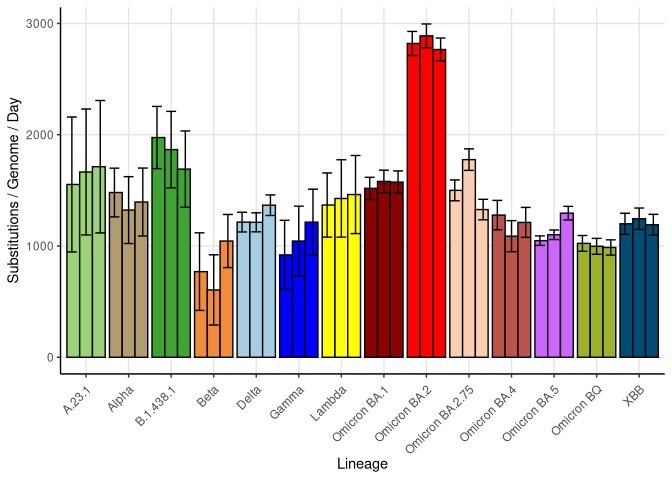 Substitutions / Genome / Day
3000
2000
1000
0
A.23.1
Alpha
B.1.438.1
Beta
Delta
Gamma
Lambda
Omicron BA.1
Omicron BA.2
Omicron BA.2.75
Omicron BA.4
Omicron BA.5
Omicron BQ
XBB
Lineage